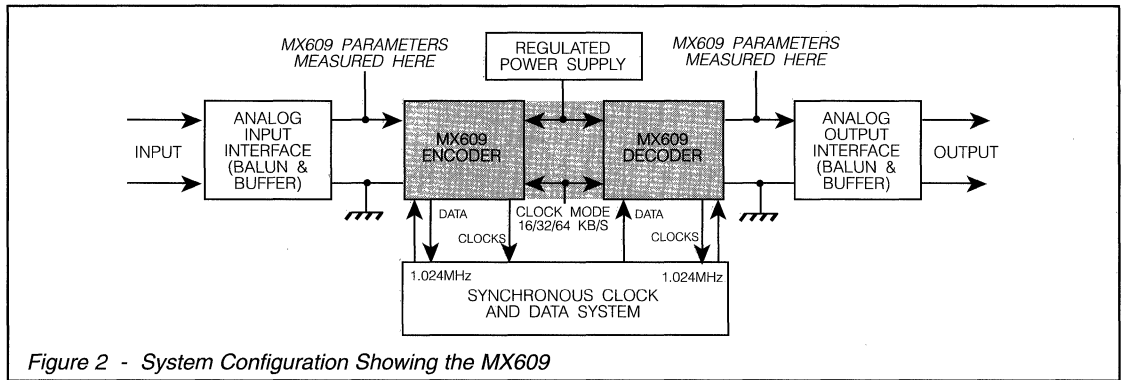 MX609 PARAMETERS
MEASURED HERE
REGULATED
POWER SUPPLY
MX609 PARAMETERS
MEASURED HERE
INPUT
ANALOG
INPUT
INTERFACE
(BALUN &
BUFFER)
MX609
ENCODER
MX609
DECODER
ANALOG
OUTPUT
INTERFACE
(BALUN &
BUFFER)
OUTPUT
DATA
CLOCKS
CLOCK MODE
16/32/64 KB/S
DATA
CLOCKS
1.024MHz
1.024MHz
SYNCHRONOUS CLOCK
AND DATA SYSTEM
Figure 2 - System Configuration Showing the MX609